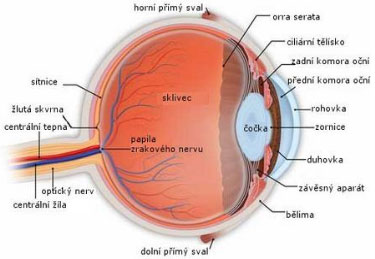 horní přímý sval
orra serata
ciliární tělísko
zadní komora oční
přední komora oční
sítnice
sklivec
rohovka
žlutá skvrna
centrální tepna
čočka
zornice
papila
zrakového nervu
duhovka
optický nerv
závěsný aparát
centrální žíla
bělima
dolní přímý sval